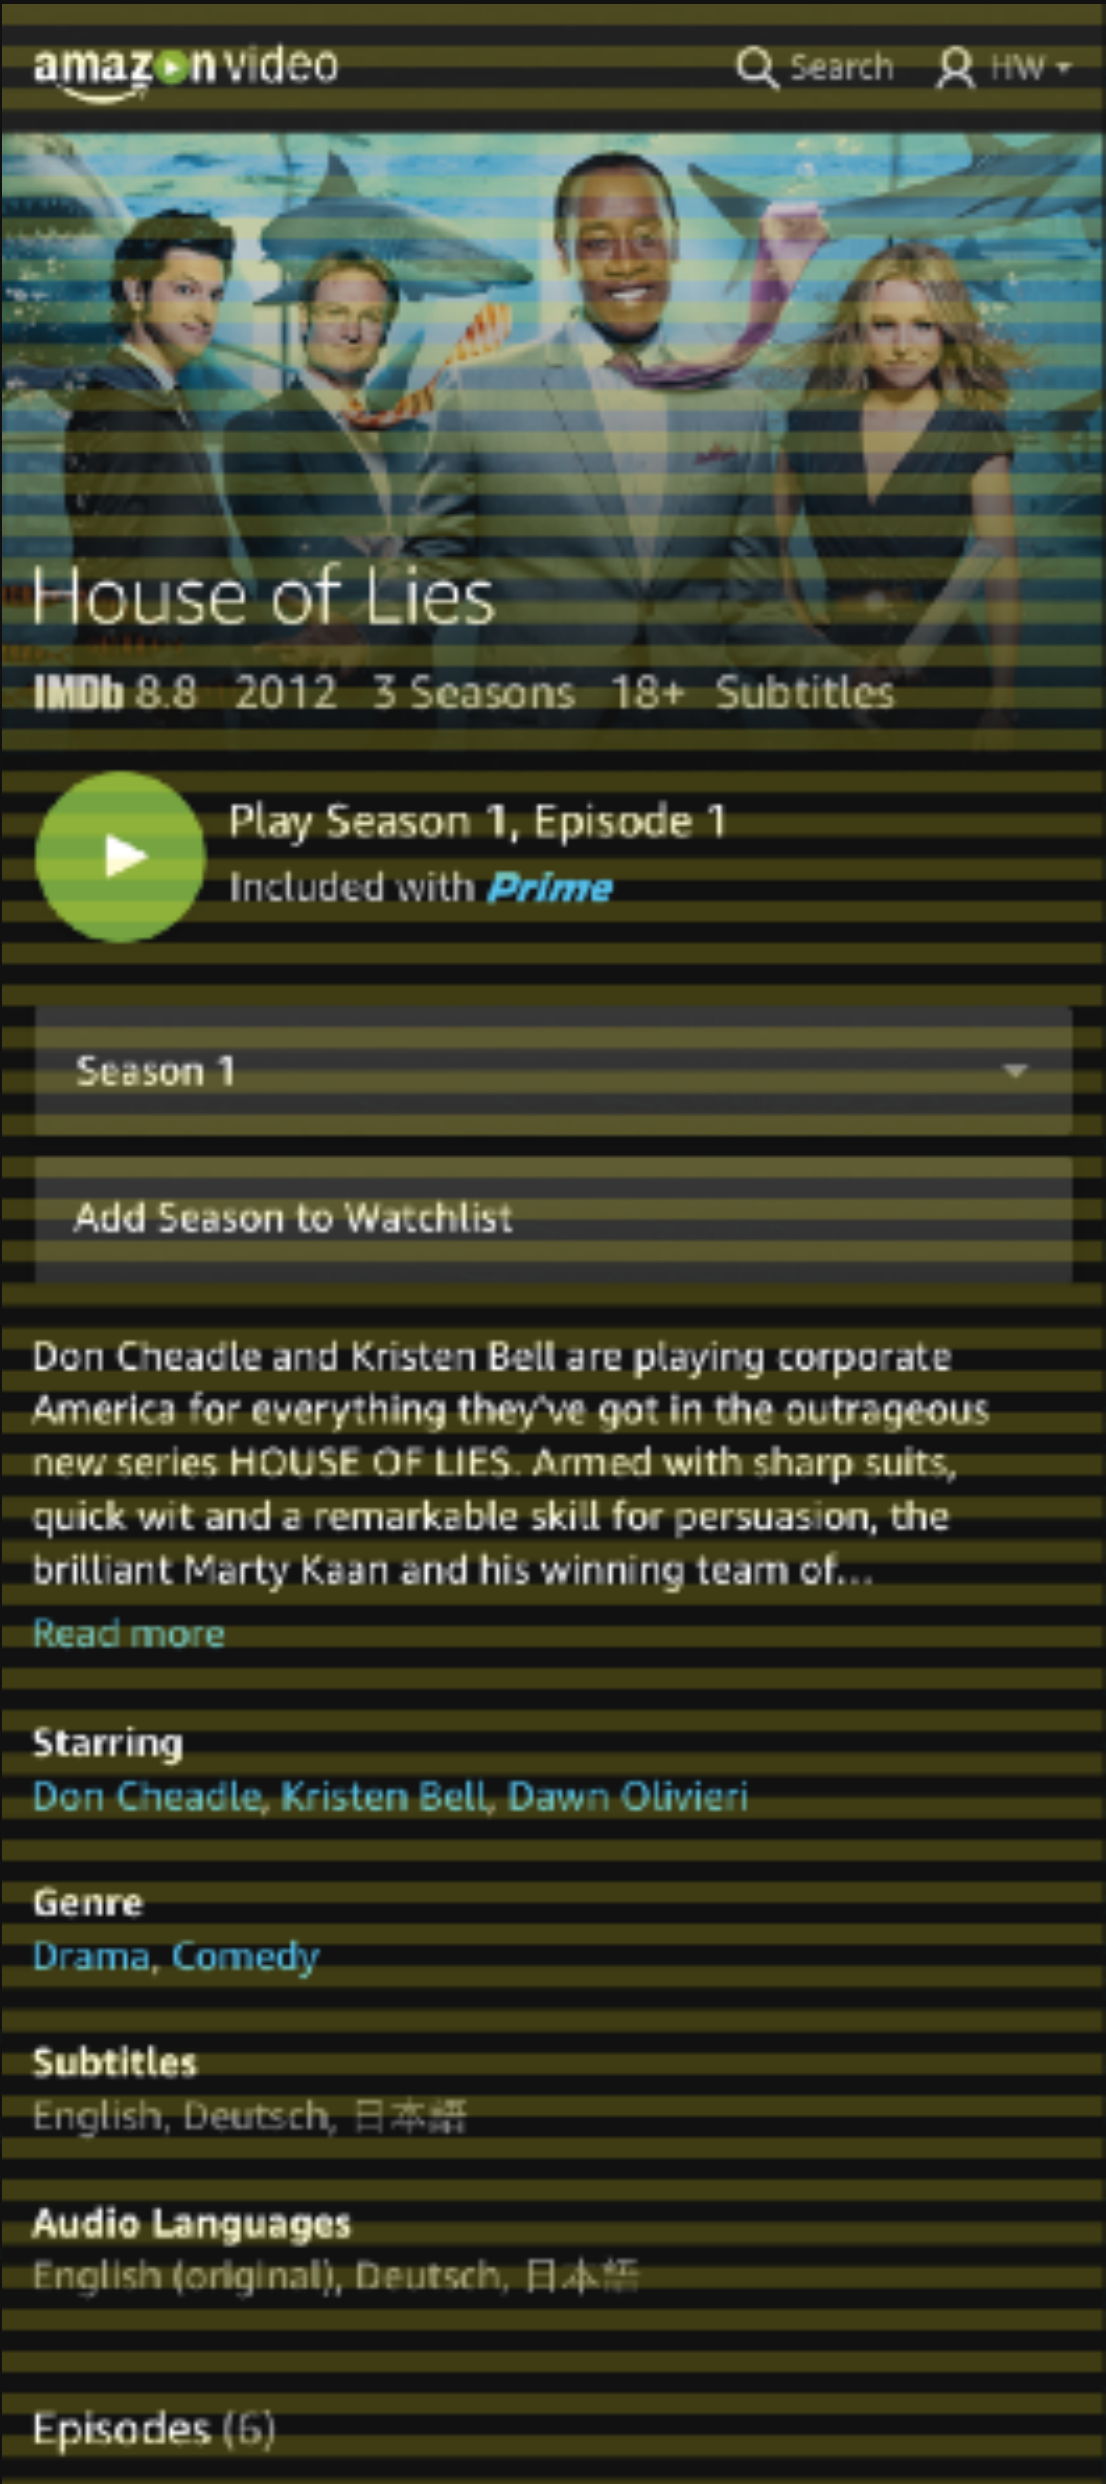 amazon video Search HW
House of Lies
IMDb 8.8 2012 3 Seasons 18+ Subtitles
Play Season 1, Episode 1
Included with Prime
Season 1
Add Season to Watchlist
Don Cheadle and Kristen Bell are playing corporate
America for everything they've got in the outrageous
new series HOUSE OF LIES. Armed with sharp suits,
quick wit and a remarkable skill for persuasion, the
brilliant Marty Kaan and his winning team of...
Read more
Starring
Don Cheadle, Kristen Bell, Dawn Olivieri
Genre
Drama, Comedy
Subtitles
English, Deutsch, 日本語
Audio Languages
English (original), Deutsch, 日本語
Episodes (6)